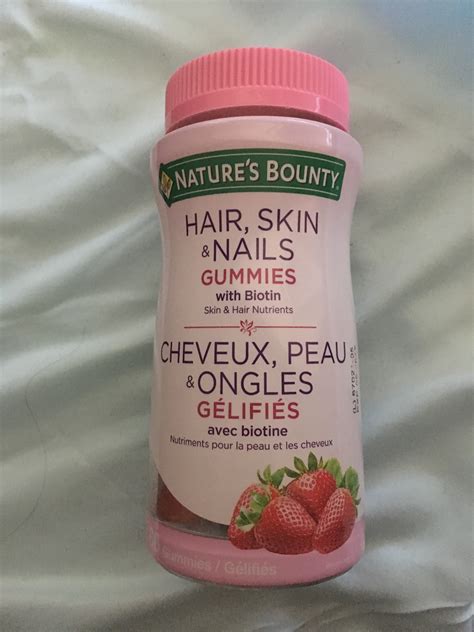 NATURE'S BOUNTY®
HAIR, SKIN
& NAILS
GUMMIES
with Biotin
Skin & Hair Nutrients
CHEVEUX, PEAU
& ONGLES
GÉLIFIÉS
avec biotine
Nutriments pour la peau et les cheveux
Gummies / Gélifiés